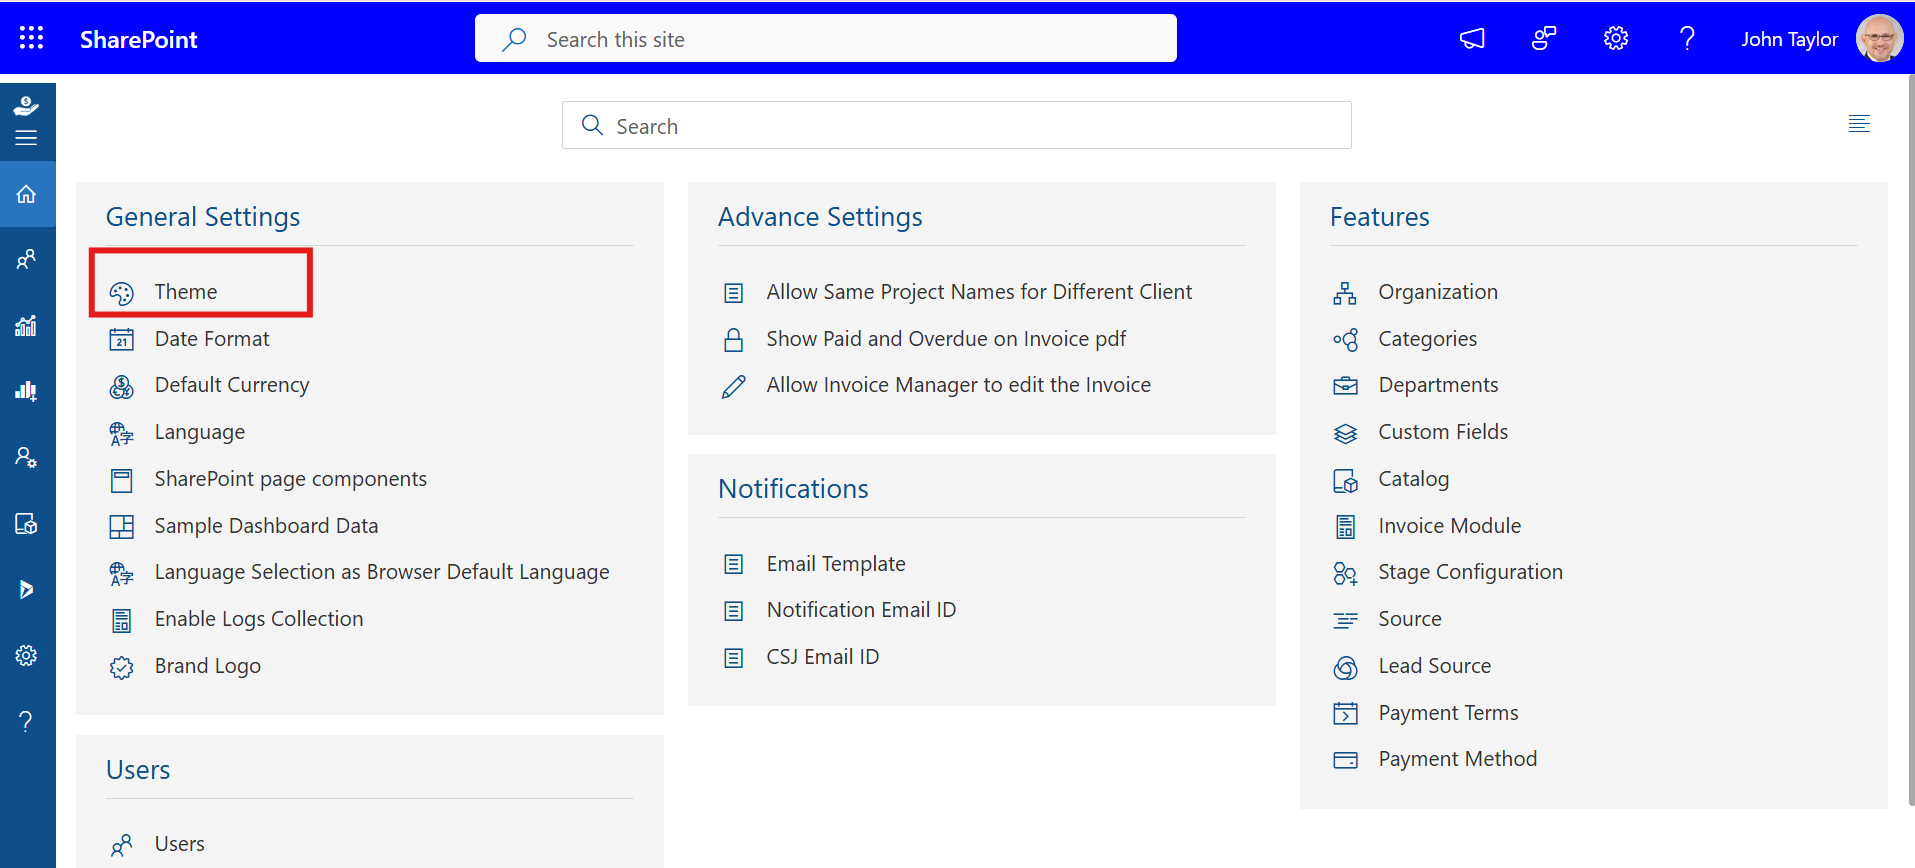 SharePoint
Search this site
John Taylor
Search
General Settings
Theme
Date Format
21
Default Currency
Language
SharePoint page components
Sample Dashboard Data
Language Selection as Browser Default Language
Enable Logs Collection
Brand Logo
Users
Users
Advance Settings
Allow Same Project Names for Different Client
Show Paid and Overdue on Invoice pdf
Allow Invoice Manager to edit the Invoice
Notifications
Email Template
Notification Email ID
CSJ Email ID
Features
Organization
Categories
Departments
Custom Fields
Catalog
Invoice Module
Stage Configuration
Source
Lead Source
Payment Terms
Payment Method